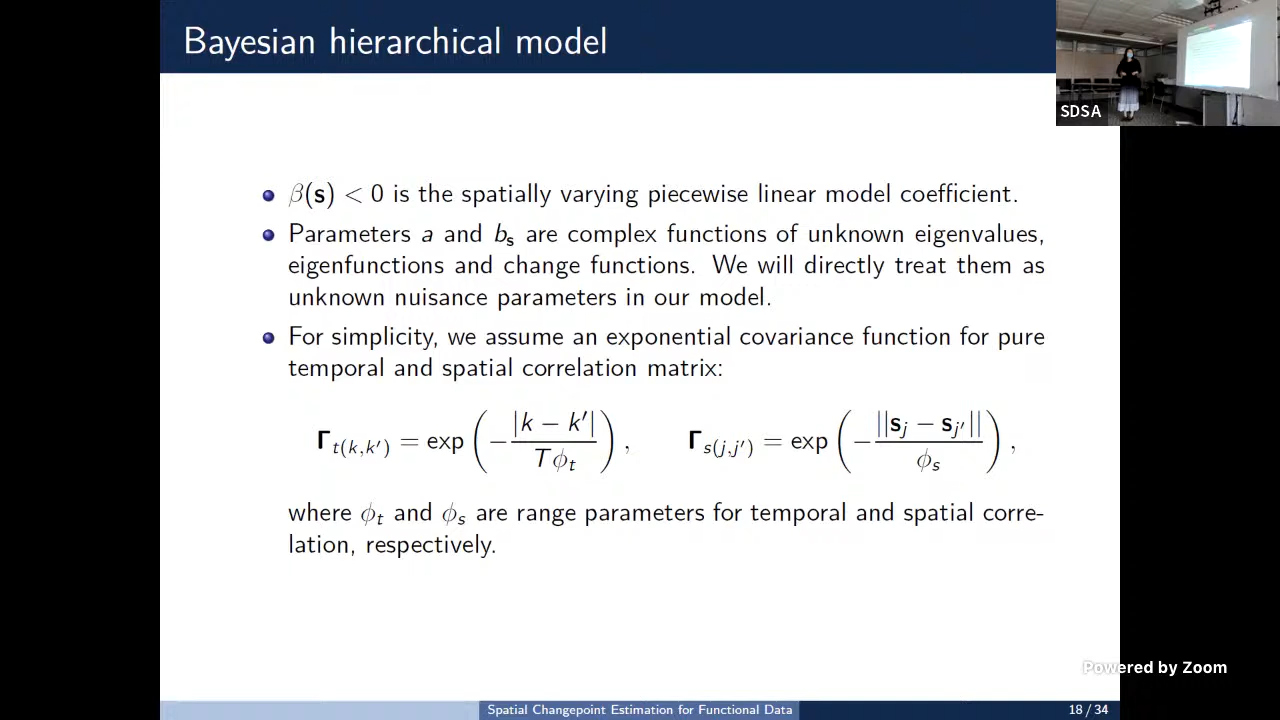 Bayesian hierarchical model
SDSA
β(s) < 0 is the spatially varying piecewise linear model coefficient.
Parameters a and bₛ are complex functions of unknown eigenvalues,
eigenfunctions and change functions. We will directly treat them as
unknown nuisance parameters in our model.
For simplicity, we assume an exponential covariance function for pure
temporal and spatial correlation matrix:
Γ_{t(k,k′)} = exp(−|k − k′| / Tϕ_t), Γ_{s(j,j′)} = exp(−||s_j − s_{j′}|| / ϕ_s),
where ϕ_t and ϕ_s are range parameters for temporal and spatial corre-
lation, respectively.
Powered by Zoom
Spatial Changepoint Estimation for Functional Data
18 / 34